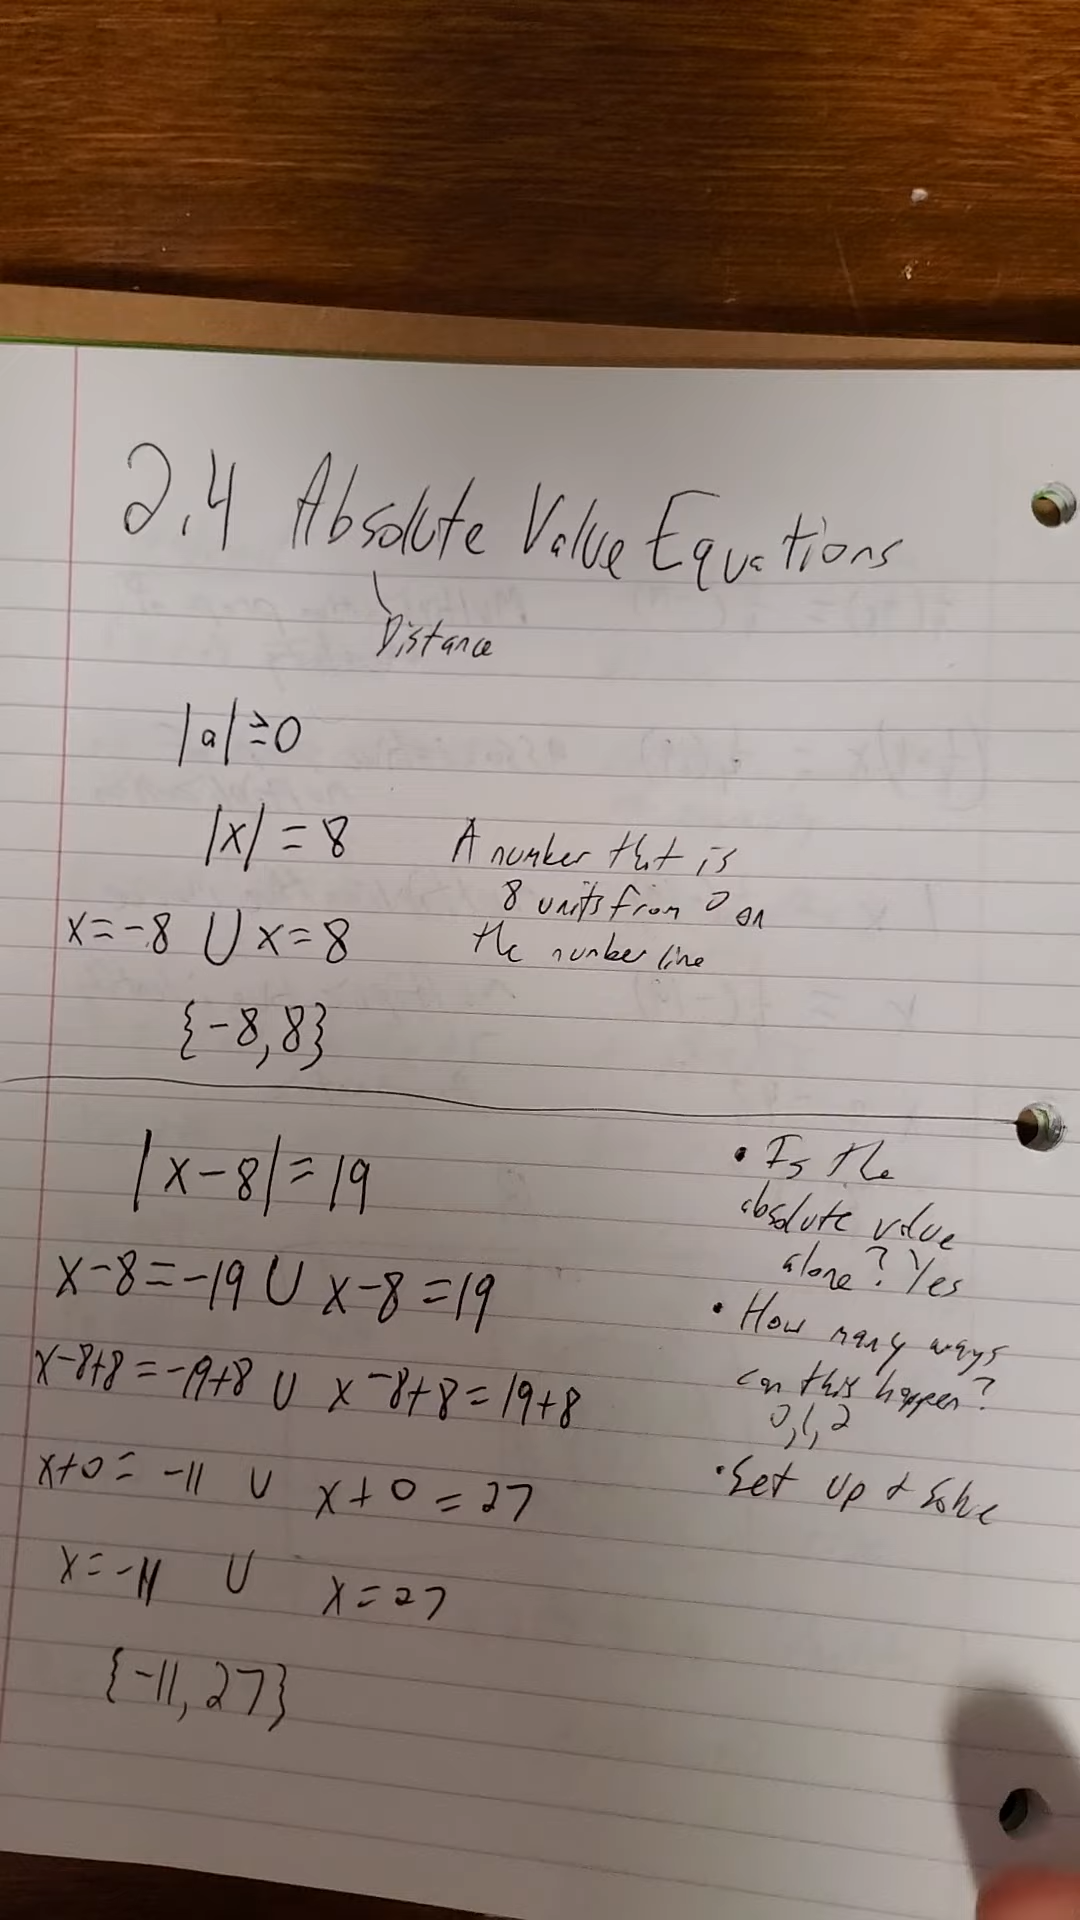 2.4 Absolute Value Equations
Distance
|a|≥0
|x| = 8
A number that is
8 units from 0 on
the number line
x=-8 ∪ x=8
{-8,8}
|x-8|=19
x-8=-19 ∪ x-8=19
x-8+8=-19+8 ∪ x-8+8=19+8
x+0=-11 ∪ x+0=27
x=-11 ∪ x=27
{-11,27}
• Is the
absolute value
alone? Yes
• How many ways
can this happen?
0,1,2
• Set up & Solve